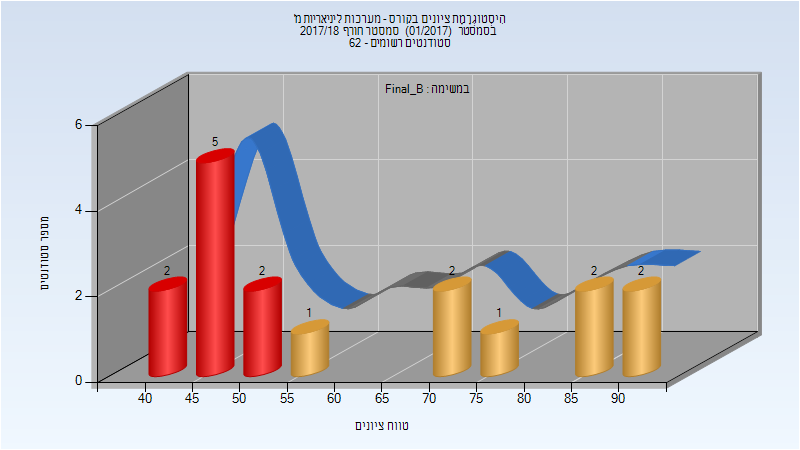 היסטוגרמת ציונים בקורס - מערכות ליניאריות מ'
בסמסטר (01/2017) סמסטר חורף 2017/18
סטודנטים רשומים - 62
במשימה : Final_B
מספר סטודנטים
6
4
2
0
2
5
2
1
2
1
2
2
40 45 50 55 60 65 70 75 80 85 90
טווח ציונים